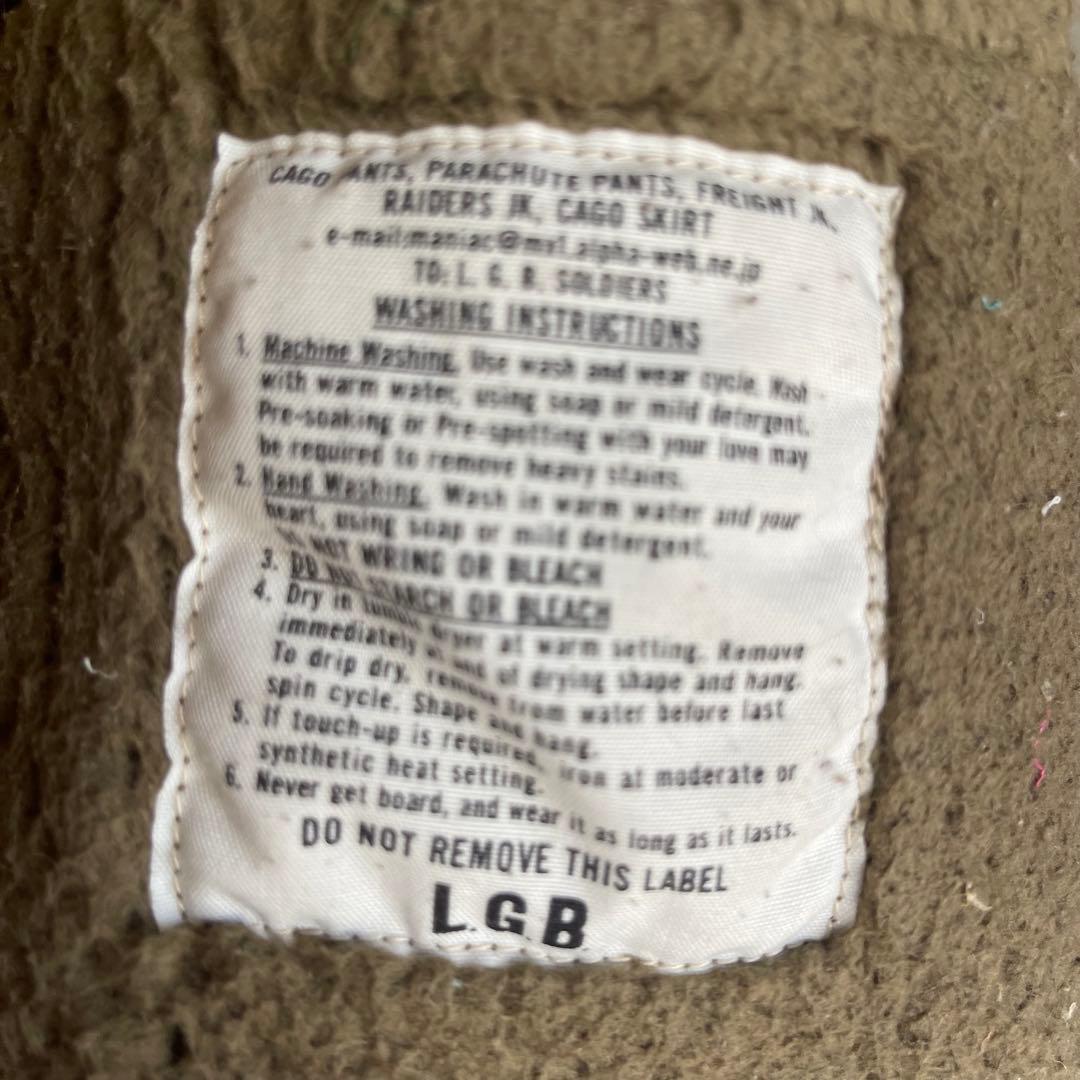 CAGO PANTS, PARACHUTE PANTS, FREIGHT JK,
RAIDERS JK, CAGO SKIRT
e-mail:maniac@mv1.alpha-web.ne.jp
TO: L. G. B. SOLDIERS
WASHING INSTRUCTIONS
1. Machine Washing. Use wash and wear cycle. Wash
with warm water, using soap or mild detergent.
Pre-soaking or Pre-spotting with your love may
be required to remove heavy stains.
2. Hand Washing. Wash in warm water and your
heart, using soap or mild detergent.
DO NOT WRING OR BLEACH
3. DO NOT STARCH OR BLEACH
4. Dry in tumble dryer at warm setting. Remove
immediately at end of drying shape and hang.
To drip dry, remove from water before last
spin cycle. Shape and hang.
5. If touch-up is required, iron at moderate or
synthetic heat setting.
6. Never get board, and wear it as long as it lasts.
DO NOT REMOVE THIS LABEL
L.G.B